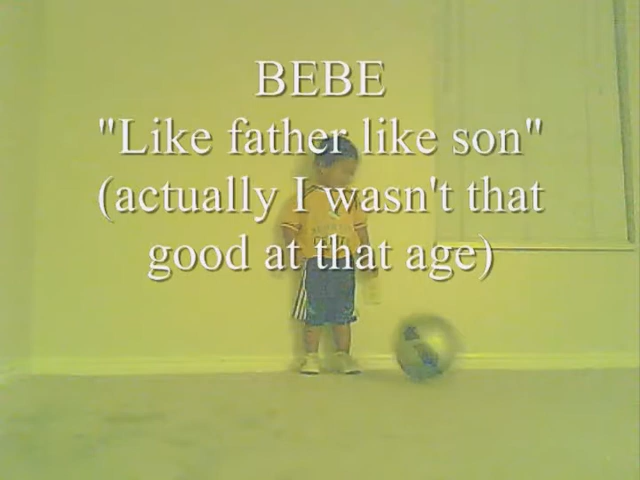 BEBE
"Like father like son"
(actually I wasn't that
good at that age)